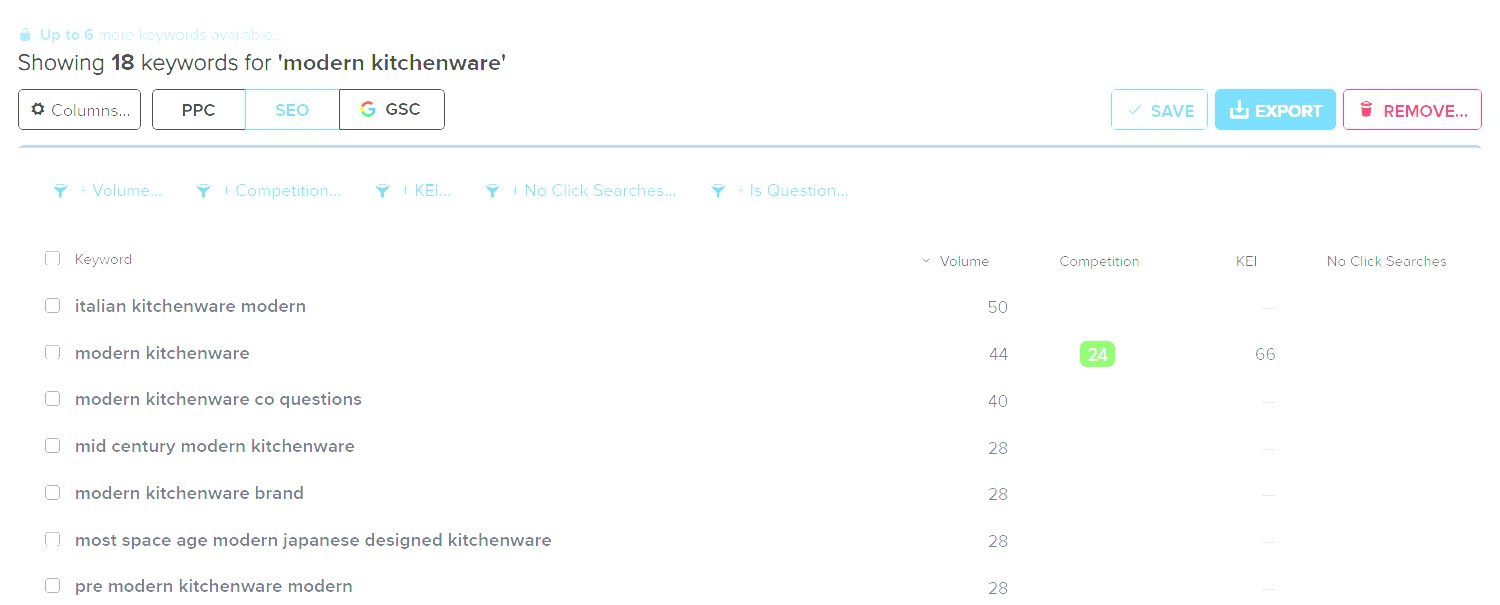 Up to 6 more keywords available...
Showing 18 keywords for 'modern kitchenware'
Columns... PPC SEO GSC SAVE EXPORT REMOVE...
+ Volume... + Competition... + KEI... + No Click Searches... + Is Question...
Keyword Volume Competition KEI No Click Searches
italian kitchenware modern 50 —
modern kitchenware 44 24 66
modern kitchenware co questions 40 —
mid century modern kitchenware 28 —
modern kitchenware brand 28 —
most space age modern japanese designed kitchenware 28 —
pre modern kitchenware modern 28 —